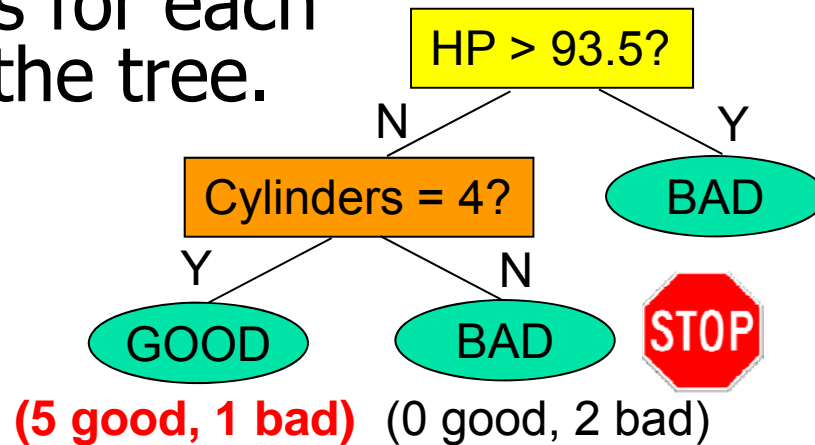 s for each
the tree.
HP > 93.5?
N
Y
Cylinders = 4?
BAD
Y
N
GOOD
BAD
STOP
(5 good, 1 bad) (0 good, 2 bad)